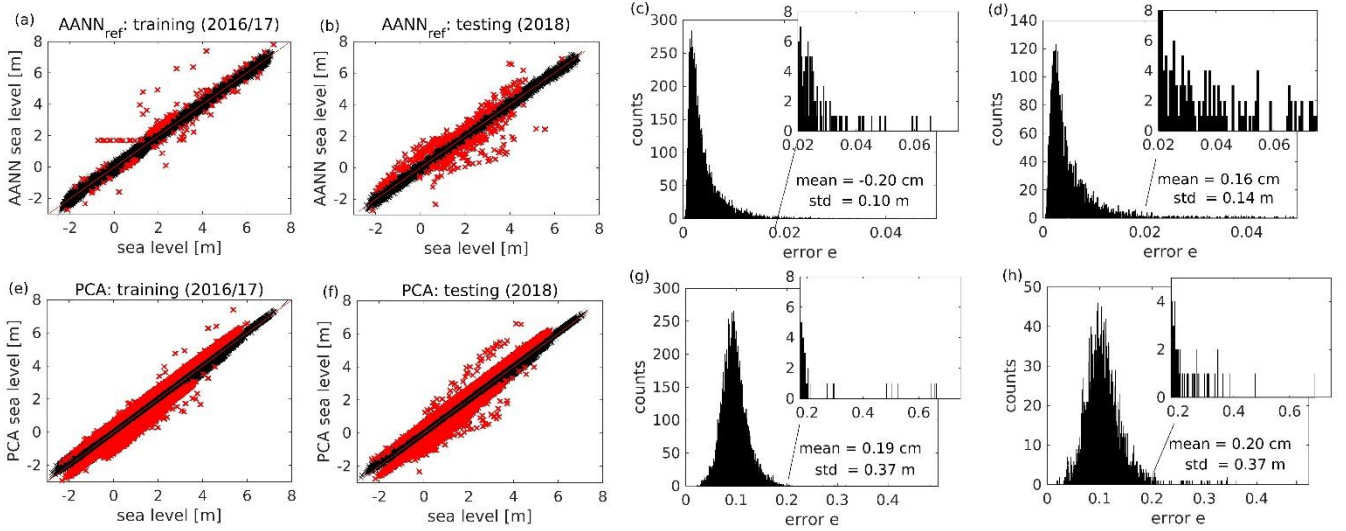 (a) AANNref: training (2016/17)
8
6
4
2
0
-2
AANN sea level [m]
-2 0 2 4 6 8
sea level [m]
(b) AANNref: testing (2018)
8
6
4
2
0
-2
AANN sea level [m]
-2 0 2 4 6 8
sea level [m]
(c)
300
250
200
150
100
50
0
counts
0 0.02 0.04
error e
8
6
4
2
0
0.02 0.04 0.06
mean = -0.20 cm
std = 0.10 m
(d)
140
120
100
80
60
40
20
0
counts
0 0.02 0.04
error e
8
6
4
2
0
0.02 0.04 0.06
mean = 0.16 cm
std = 0.14 m
(e) PCA: training (2016/17)
8
6
4
2
0
-2
PCA sea level [m]
-2 0 2 4 6 8
sea level [m]
(f) PCA: testing (2018)
8
6
4
2
0
-2
PCA sea level [m]
-2 0 2 4 6 8
sea level [m]
(g)
300
250
200
150
100
50
0
counts
0.1 0.2 0.3 0.4
error e
8
6
4
2
0
0.2 0.4 0.6
mean = 0.19 cm
std = 0.37 m
(h)
50
40
30
20
10
0
counts
0 0.1 0.2 0.3 0.4
error e
4
2
0
0.2 0.4 0.6
mean = 0.20 cm
std = 0.37 m